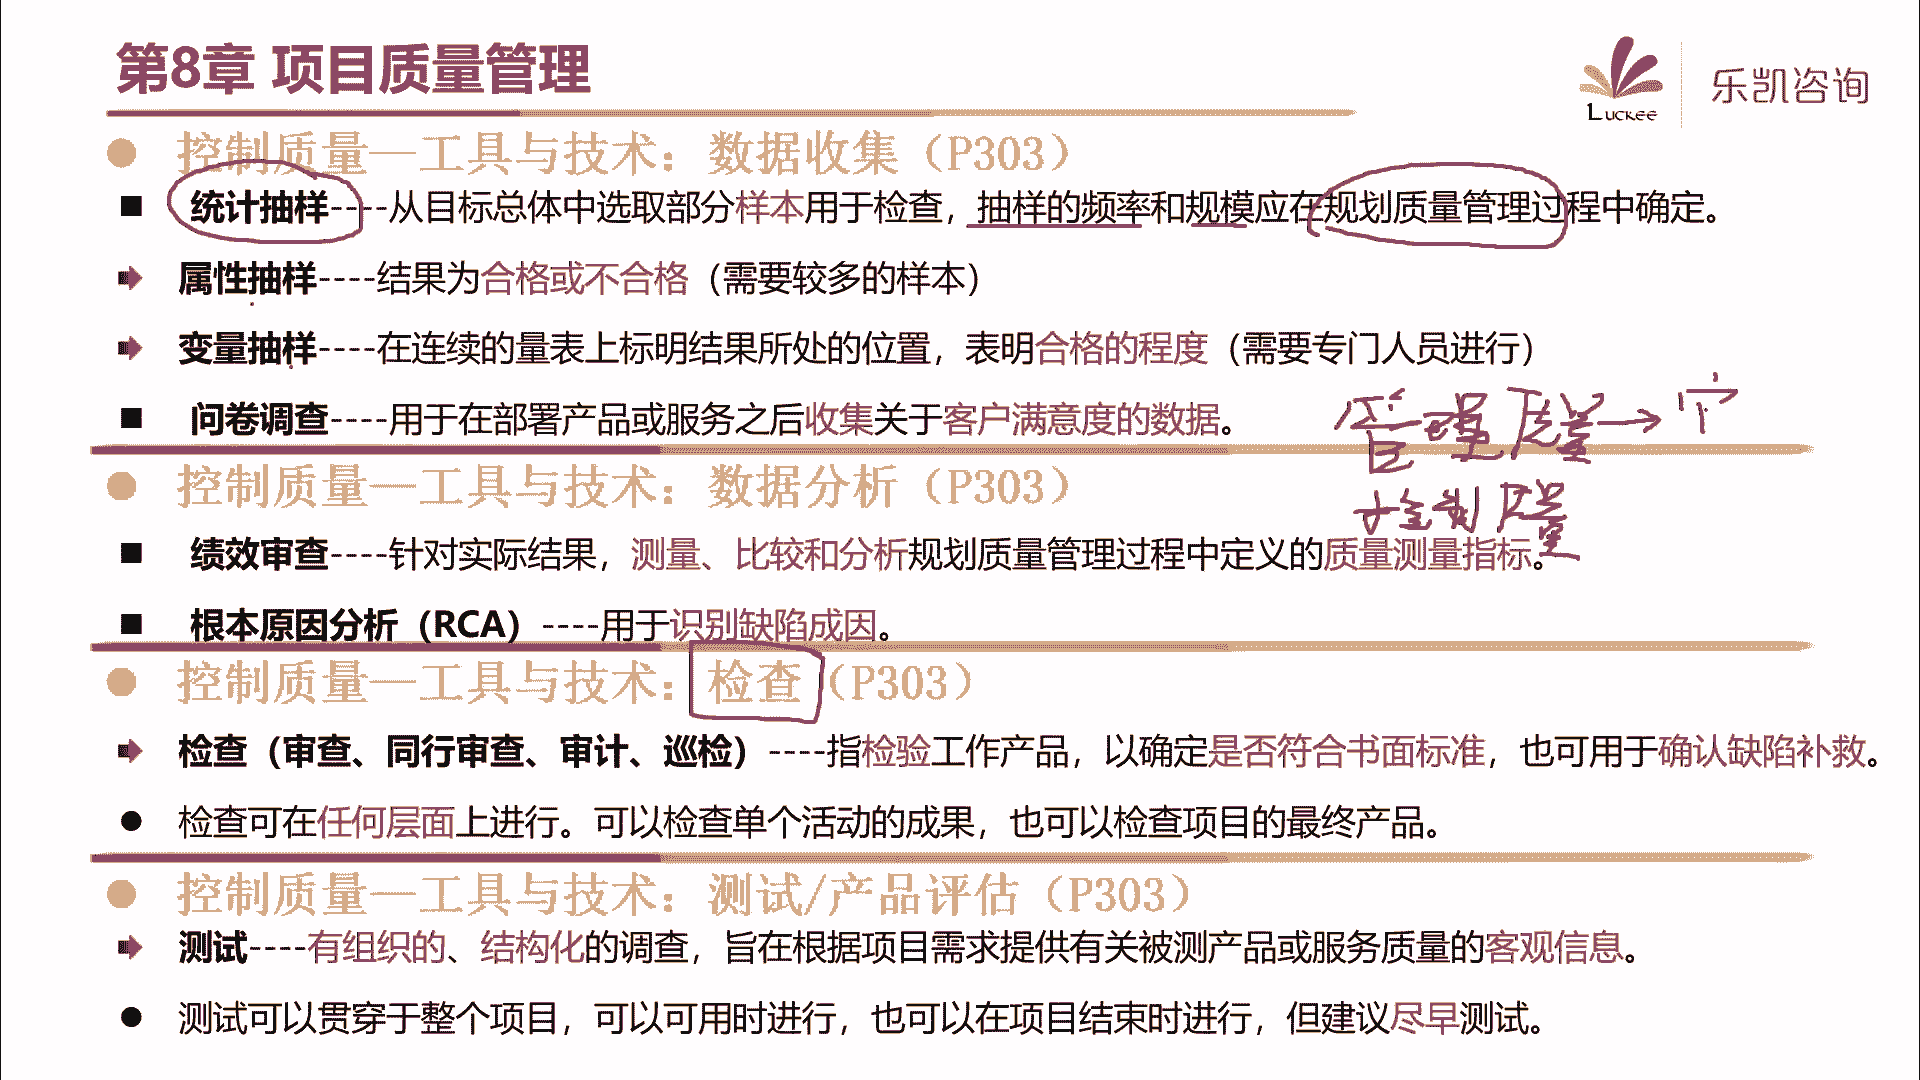 第8章 项目质量管理
Luckee
乐凯咨询
控制质量—工具与技术：数据收集（P303）
统计抽样----从目标总体中选取部分样本用于检查，抽样的频率和规模应在规划质量管理过程中确定。
属性抽样----结果为合格或不合格（需要较多的样本）
变量抽样----在连续的量表上标明结果所处的位置，表明合格的程度（需要专门人员进行）
问卷调查----用于在部署产品或服务之后收集关于客户满意度的数据。
管理质量→
控制质量
控制质量—工具与技术：数据分析（P303）
绩效审查----针对实际结果，测量、比较和分析规划质量管理过程中定义的质量测量指标。
根本原因分析（RCA）----用于识别缺陷成因。
控制质量—工具与技术：检查（P303）
检查（审查、同行审查、审计、巡检）----指检验工作产品，以确定是否符合书面标准，也可用于确认缺陷补救。
检查可在任何层面上进行。可以检查单个活动的成果，也可以检查项目的最终产品。
控制质量—工具与技术：测试/产品评估（P303）
测试----有组织的、结构化的调查，旨在根据项目需求提供有关被测产品或服务质量的客观信息。
测试可以贯穿于整个项目，可以可用时进行，也可以在项目结束时进行，但建议尽早测试。